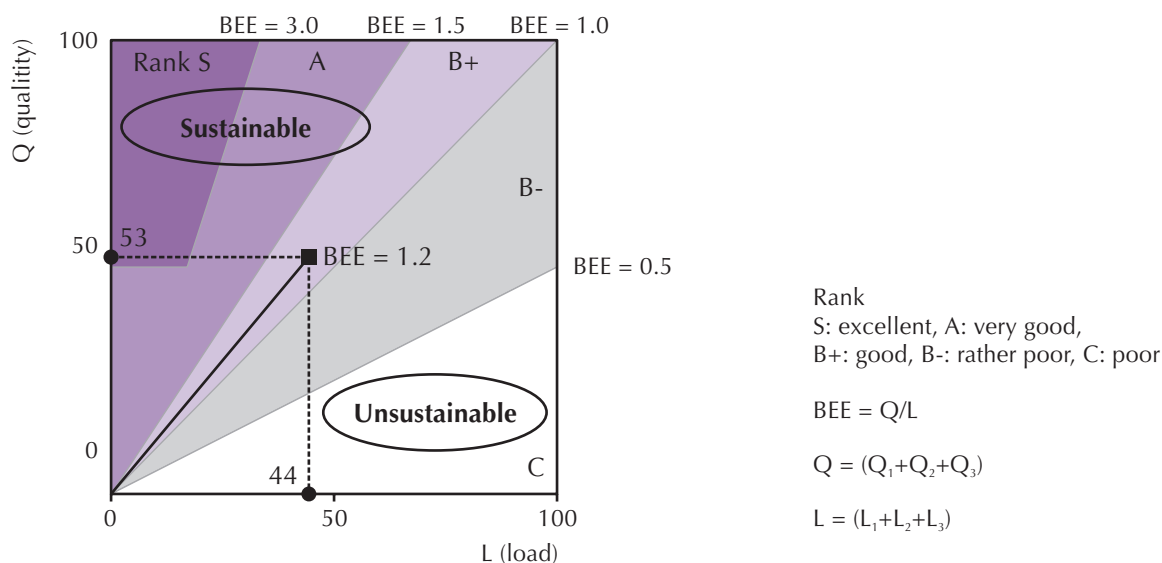 BEE = 3.0
BEE = 1.5
BEE = 1.0
100
Rank S
A
B+
Q (qualitity)
Sustainable
B-
50
53
BEE = 1.2
BEE = 0.5
Unsustainable
0
44
C
0
50
100
L (load)
Rank
S: excellent, A: very good,
B+: good, B-: rather poor, C: poor
BEE = Q/L
Q = (Q₁+Q₂+Q₃)
L = (L₁+L₂+L₃)